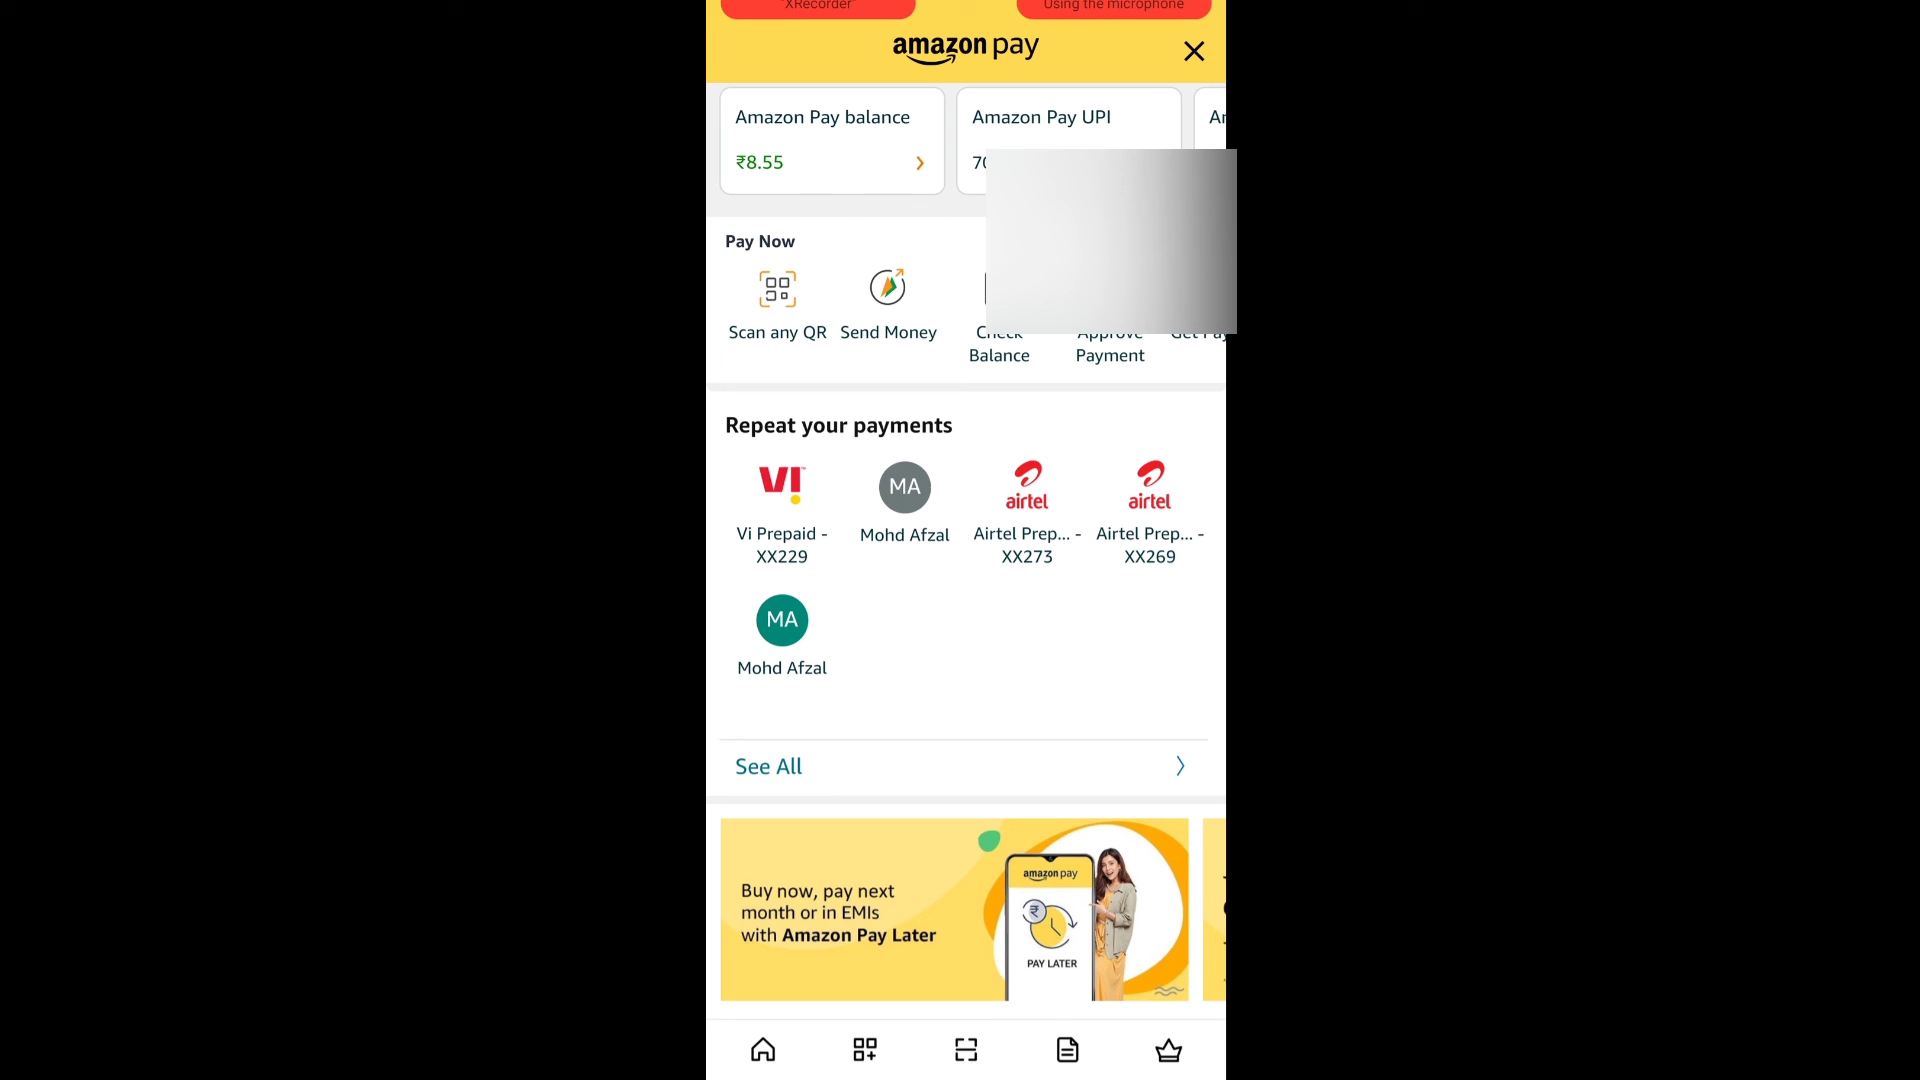 "XRecorder"
Using the microphone
amazon pay
Amazon Pay balance
₹8.55
Amazon Pay UPI
70
Pay Now
Scan any QR
Send Money
Check
Balance
Approve
Payment
Get Pay
Repeat your payments
VI
Vi Prepaid -
XX229
MA
Mohd Afzal
airtel
Airtel Prep... -
XX273
airtel
Airtel Prep... -
XX269
MA
Mohd Afzal
See All
Buy now, pay next
month or in EMIs
with Amazon Pay Later
amazon pay
₹
PAY LATER